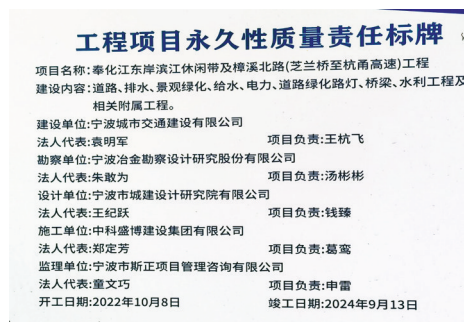 工程项目永久性质量责任标牌
项目名称:奉化江东岸滨江休闲带及樟溪北路(芝兰桥至杭甬高速)工程
建设内容:道路、排水、景观绿化、给水、电力、道路绿化路灯、桥梁、水利工程及
相关附属工程。
建设单位:宁波城市交通建设有限公司
法人代表:袁明军 项目负责:王杭飞
勘察单位:宁波冶金勘察设计研究股份有限公司
法人代表:朱敢为 项目负责:汤彬彬
设计单位:宁波市城建设计研究院有限公司
法人代表:王纪跃 项目负责:钱臻
施工单位:中科盛博建设集团有限公司
法人代表:郑定芳 项目负责:葛鸾
监理单位:宁波市斯正项目管理咨询有限公司
法人代表:童文巧 项目负责:申雷
开工日期:2022年10月8日 竣工日期:2024年9月13日